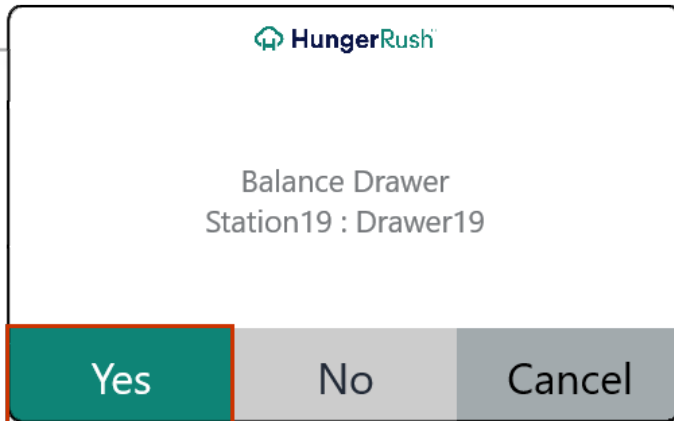 HungerRush
Balance Drawer
Station19 : Drawer19
Yes
No
Cancel